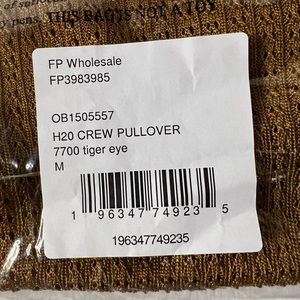 THIS BAG IS NOT A TOY
FP Wholesale
FP3983985
OB1505557
H20 CREW PULLOVER
7700 tiger eye
M
1 96347 74923 5
196347749235